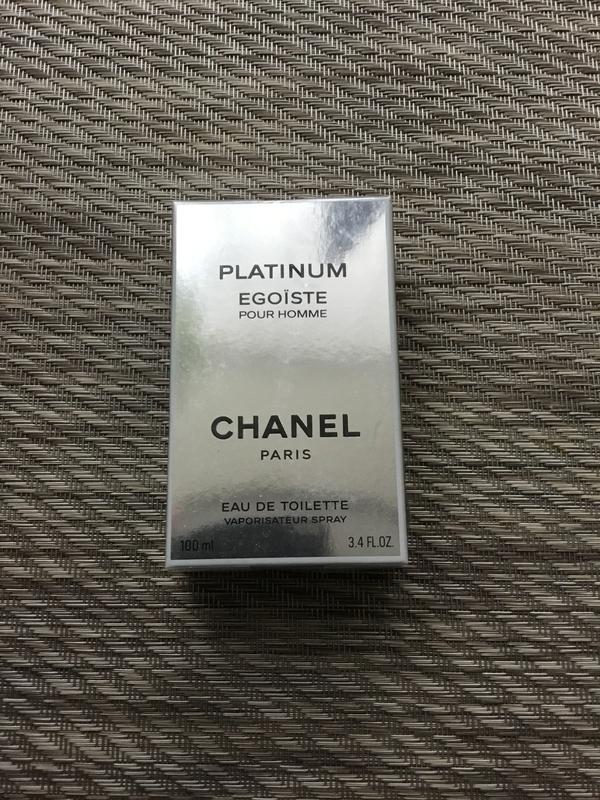 PLATINUM
EGOÏSTE
POUR HOMME
CHANEL
PARIS
EAU DE TOILETTE
VAPORISATEUR SPRAY
100 ml 3.4 FL.OZ.